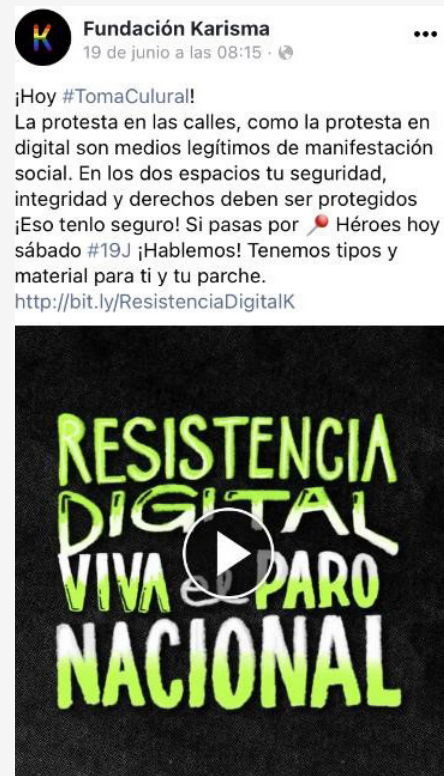 K
Fundación Karisma
19 de junio a las 08:15 ·
¡Hoy #TomaCulural!
La protesta en las calles, como la protesta en
digital son medios legítimos de manifestación
social. En los dos espacios tu seguridad,
integridad y derechos deben ser protegidos
¡Eso tenlo seguro! Si pasas por 📍 Héroes hoy
sábado #19J ¡Hablemos! Tenemos tipos y
material para ti y tu parche.
http://bit.ly/ResistenciaDigitalK
RESISTENCIA
DIGITAL
VIVA el PARO
NACIONAL